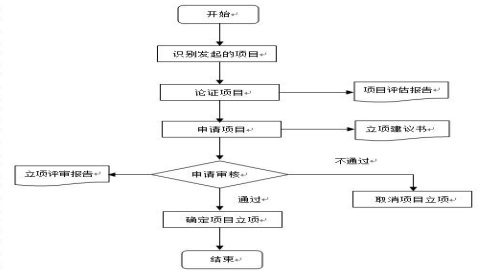 开始
识别发起的项目
论证项目
项目评估报告
申请项目
立项建议书
不通过
立项评审报告
申请审核
通过
取消项目立项
确定项目立项
结束